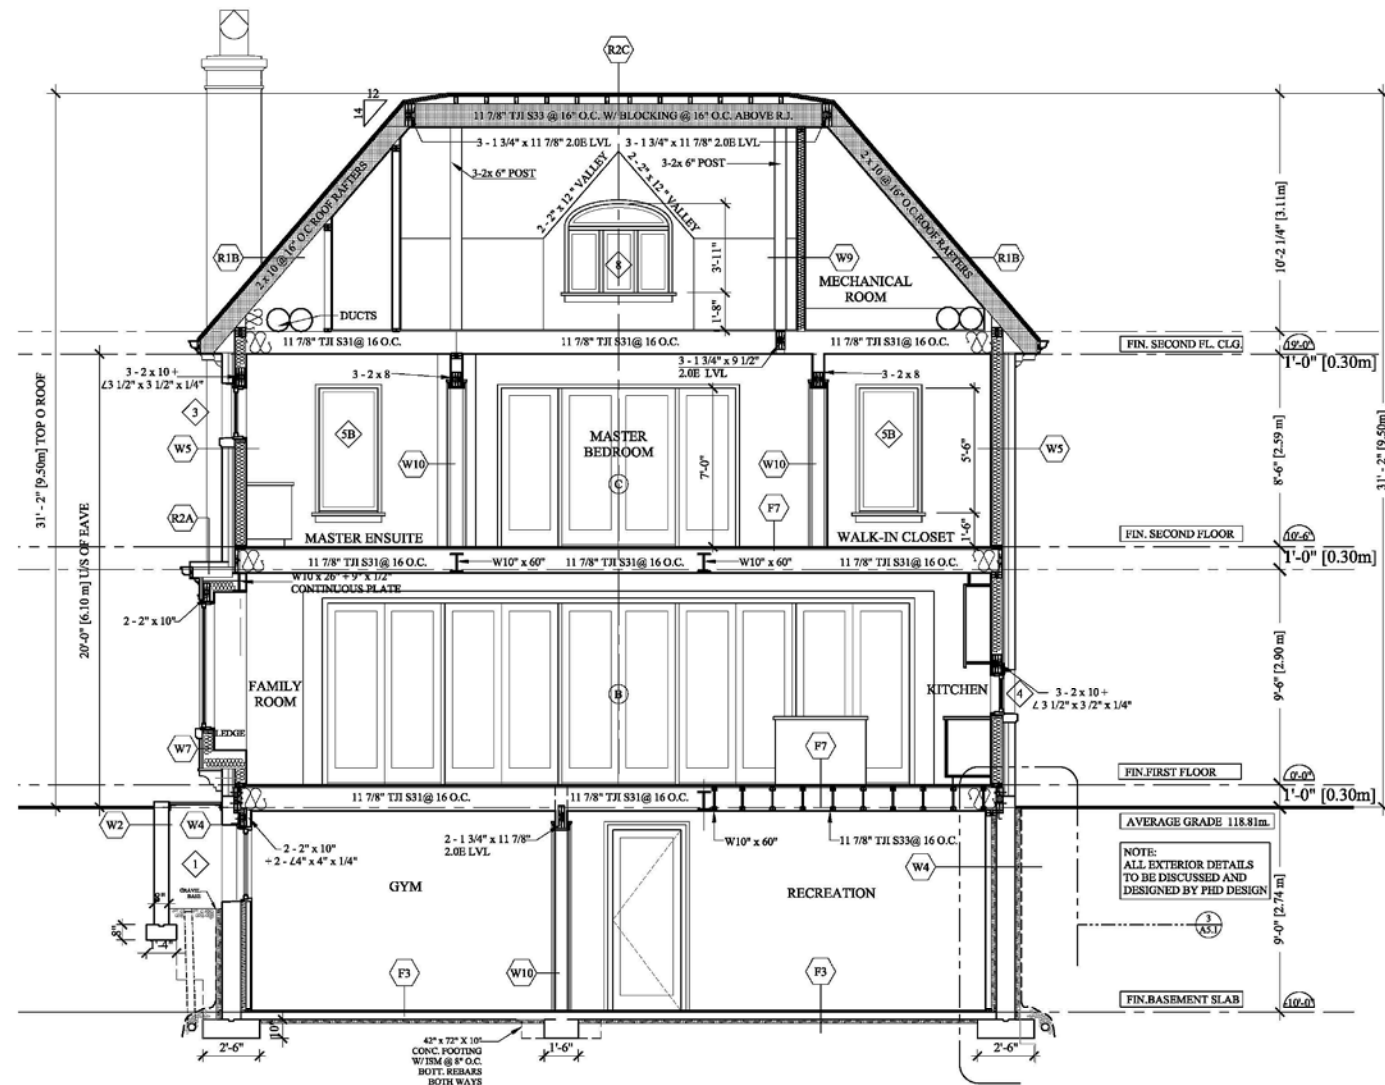 R2C
12
14
11 7/8" TJI S33 @ 16" O.C. W/ BLOCKING @ 16" O.C. ABOVE R.J.
3 - 1 3/4" x 11 7/8" 2.0E LVL
3 - 1 3/4" x 11 7/8" 2.0E LVL
3-2x 6" POST
3-2x 6" POST
2 - 2" x 12" VALLEY
2 - 2" x 12" VALLEY
2 x 10 @ 16" O.C ROOF RAFTERS
2 x 10 @ 16" O.C.ROOF RAFTERS
R1B
8
3'-11"
1'-8"
W9
R1B
MECHANICAL
ROOM
DUCTS
10'-2 1/4" [3.11m]
11 7/8" TJI S31@ 16 O.C.
11 7/8" TJI S31@ 16 O.C.
11 7/8" TJI S31@ 16 O.C.
FIN. SECOND FL. CLG.
19'-0"
1'-0" [0.30m]
3 - 2 x 10 +
∠3 1/2" x 3 1/2" x 1/4"
3 - 2 x 8
3 - 1 3/4" x 9 1/2"
2.0E LVL
3 - 2 x 8
31' - 2" [9.50m] TOP O ROOF
31' - 2" [9.50m]
3
5B
MASTER
BEDROOM
5B
W5
W10
W10
W5
7'-0"
5'-6"
8'-6" [2.59 m]
C
F7
R2A
1'-6"
MASTER ENSUITE
WALK-IN CLOSET
FIN. SECOND FLOOR
10'-6"
1'-0" [0.30m]
20'-0" [6.10 m] U/S OF EAVE
11 7/8" TJI S31@ 16 O.C.
W10" x 60"
11 7/8" TJI S31@ 16 O.C.
W10" x 60"
11 7/8" TJI S31@ 16 O.C.
W10 x 26" + 9" x 1/2"
CONTINUOUS PLATE
2 - 2" x 10"
FAMILY
ROOM
B
KITCHEN
4
3 - 2 x 10 +
∠ 3 1/2" x 3 /2" x 1/4"
9'-6" [2.90 m]
LEDGE
W7
F7
FIN.FIRST FLOOR
0'-0"
1'-0" [0.30m]
11 7/8" TJI S31@ 16 O.C.
11 7/8" TJI S31@ 16 O.C.
W2
W4
2 - 2" x 10"
+ 2 - ∠4" x 4" x 1/4"
2 - 1 3/4" x 11 7/8"
2.0E LVL
W10" x 60"
11 7/8" TJI S33@ 16 O.C.
AVERAGE GRADE 118.81m.
NOTE:
ALL EXTERIOR DETAILS
TO BE DISCUSSED AND
DESIGNED BY PHD DESIGN
1
W4
GYM
RECREATION
9'-0" [2.74 m]
8"
1'-4"
3
A5.1
F3
W10
F3
FIN.BASEMENT SLAB
-10'-0"
10"
2'-6"
42" x 72" X 10"
CONC. FOOTING
W/ 15M @ 8" O.C.
BOTT. REBARS
BOTH WAYS
1'-6"
2'-6"